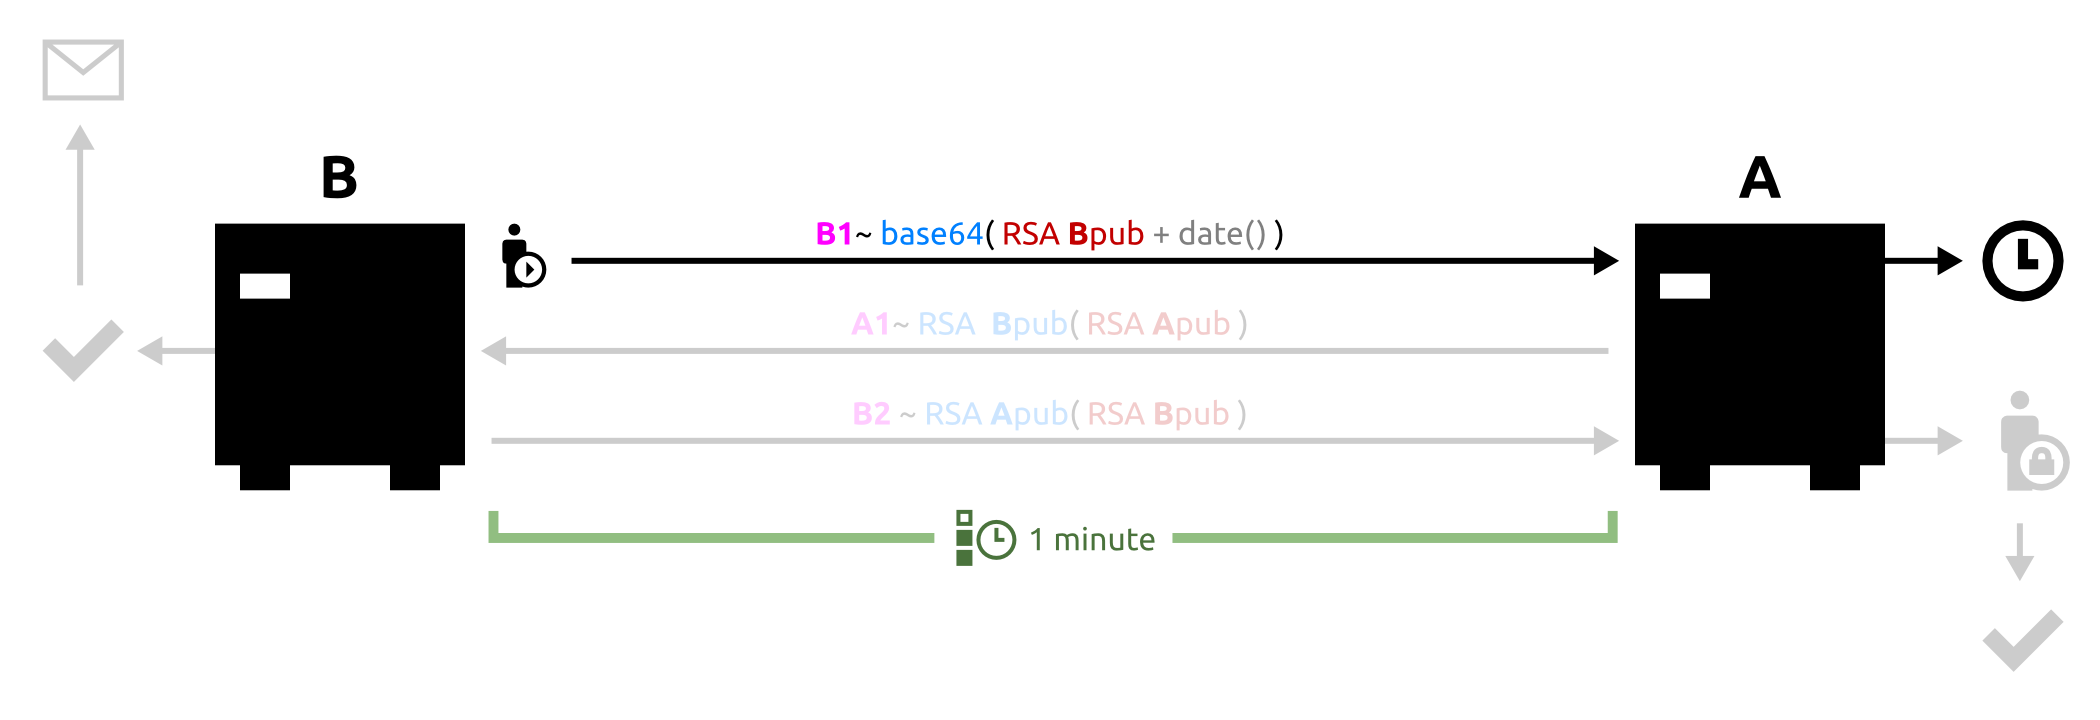 B
A
B1~ base64( RSA Bpub + date() )
A1~ RSA Bpub( RSA Apub )
B2 ~ RSA Apub( RSA Bpub )
1 minute